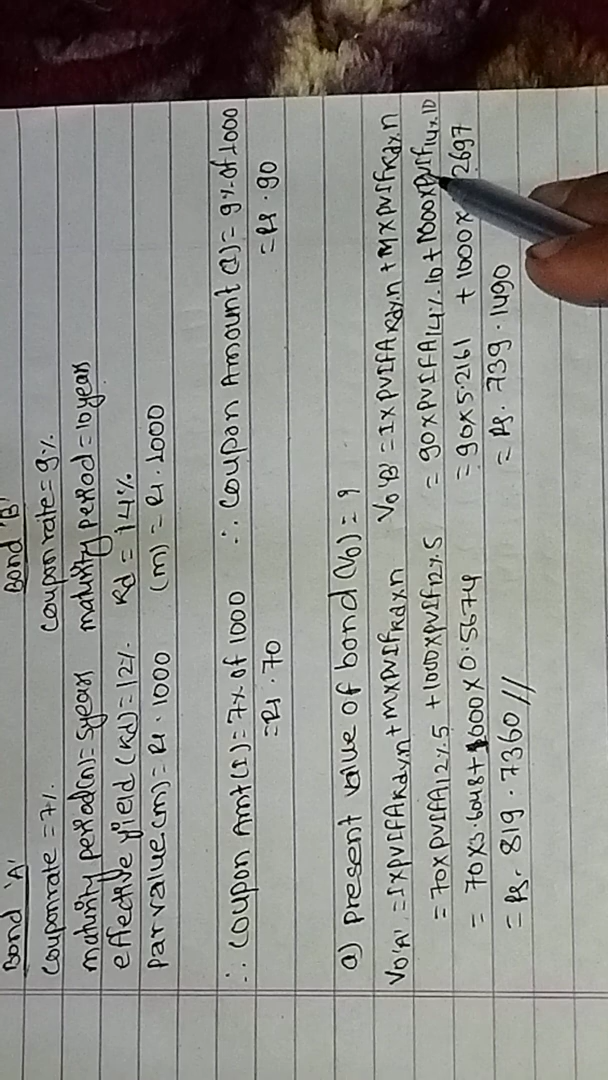 Bond 'A' Bond 'B'
Coupon rate = 7%. Coupon rate = 9%.
maturity period(n) = 5years maturity period = 10years
effective yield (Kd) = 12%. Kd = 14%.
par value (m) = Rs. 1000 (m) = Rs. 1000
∴ Coupon Amt (I) = 7% of 1000 ∴ Coupon Amount (I) = 9% of 1000
= Rs. 70 = Rs. 90
a) present value of bond (V0) = ?
V0'A' = I x PVIFA Kd%.n + M x PVIF Kd%.n V0'B' = I x PVIFA Kd%.n + M x PVIF Kd%.n
= 70 x PVIFA 12%.5 + 1000 x PVIF 12%.5 = 90 x PVIFA 14%.10 + 1000 x PVIF 14%.10
= 70 x 3.6048 + 1000 x 0.5674 = 90 x 5.2161 + 1000 x 2697
= Rs. 819.7360 // = Rs. 739.1490